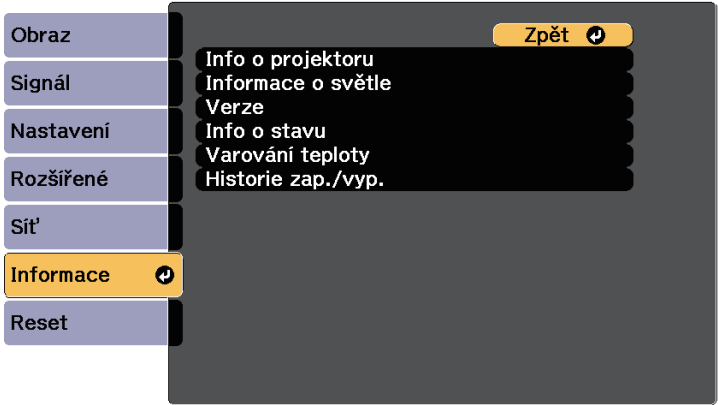 Obraz
Signál
Nastavení
Rozšířené
Síť
Informace
Reset
Zpět
Info o projektoru
Informace o světle
Verze
Info o stavu
Varování teploty
Historie zap./vyp.